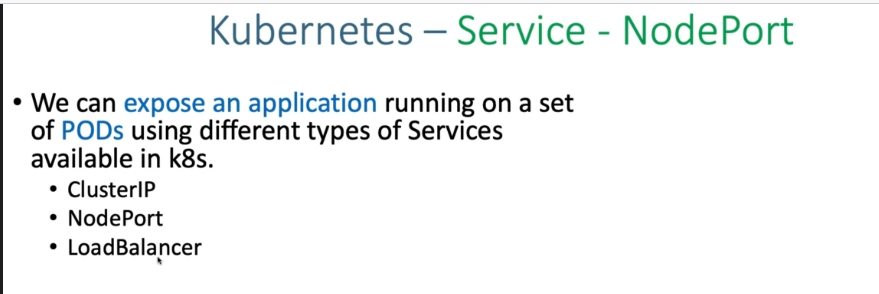 Kubernetes – Service - NodePort
• We can expose an application running on a set
of PODs using different types of Services
available in k8s.
• ClusterIP
• NodePort
• LoadBalancer